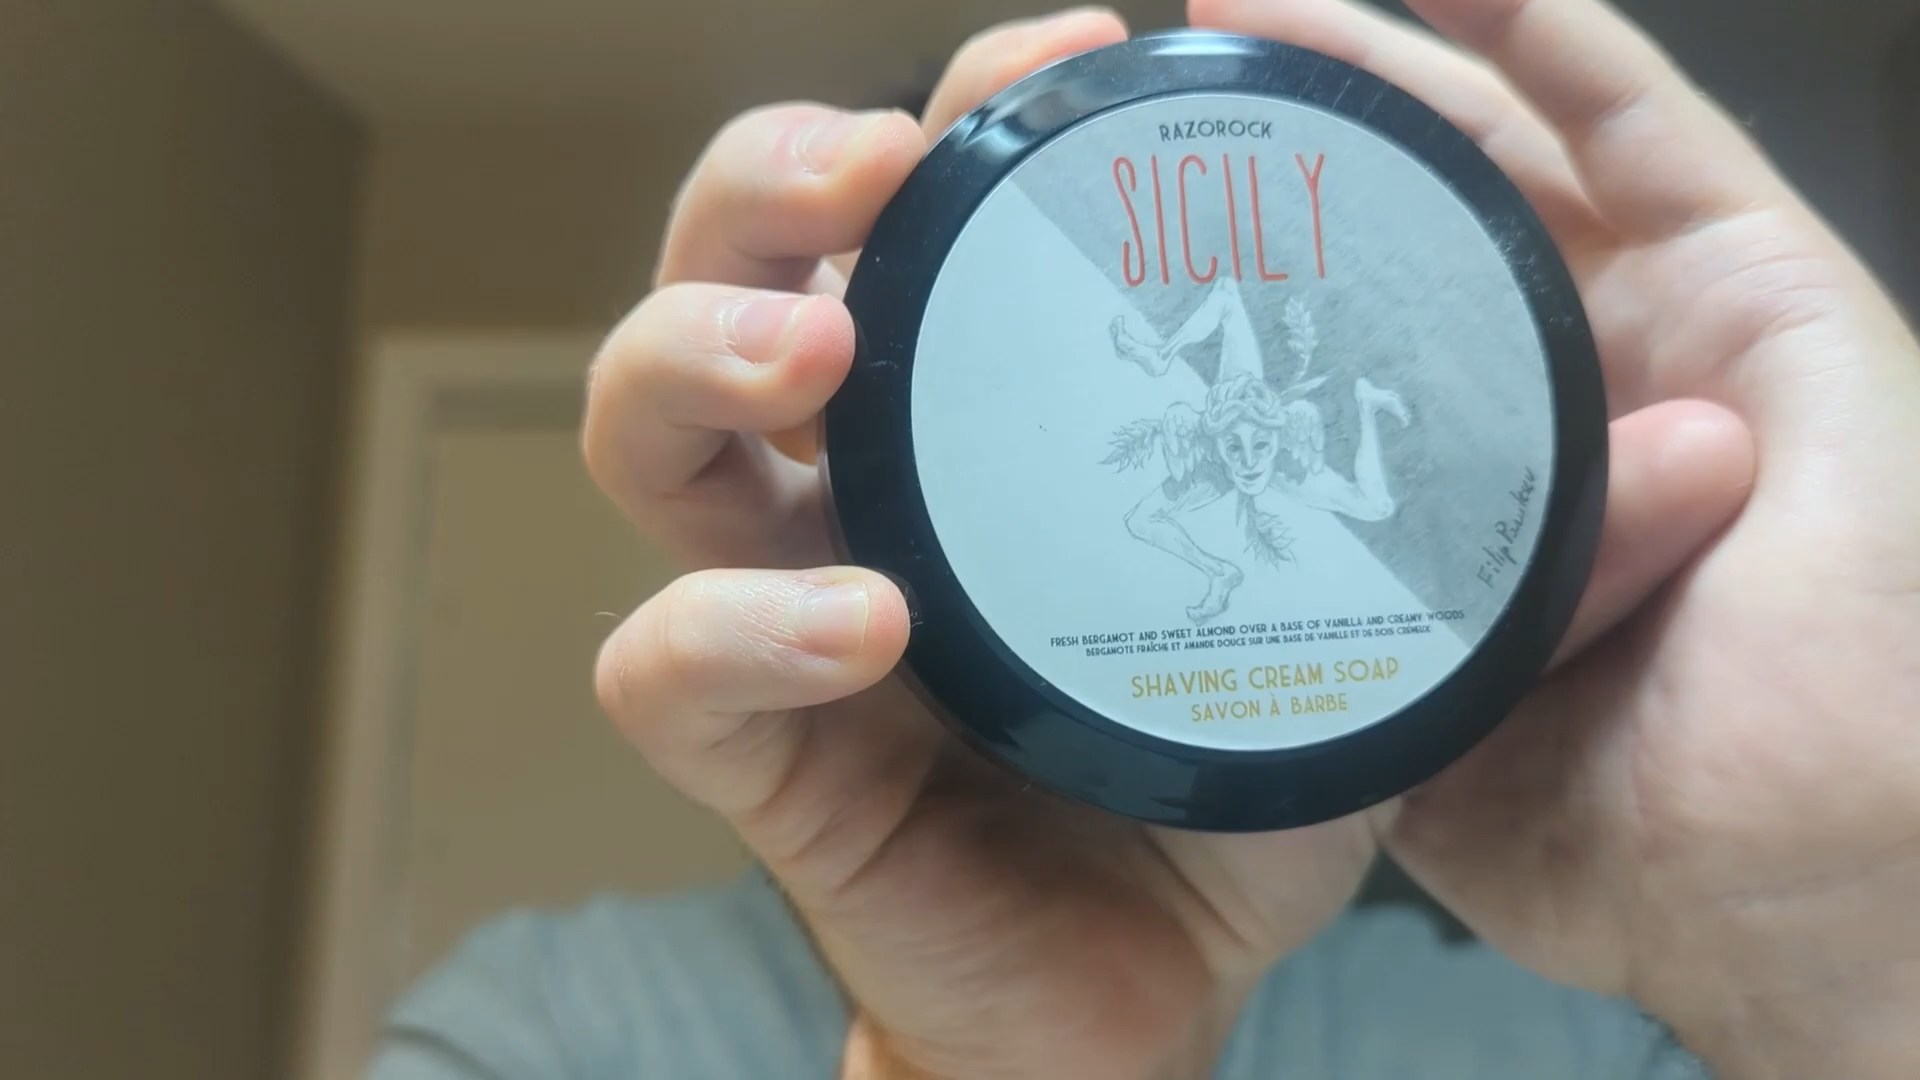 RAZOROCK
SICILY
FRESH BERGAMOT AND SWEET ALMOND OVER A BASE OF VANILLA AND CREAMY WOODS
BERGAMOTE FRAÎCHE ET AMANDE DOUCE SUR UNE BASE DE VANILLE ET DE BOIS CRÉMEUX
SHAVING CREAM SOAP
SAVON À BARBE
Filip